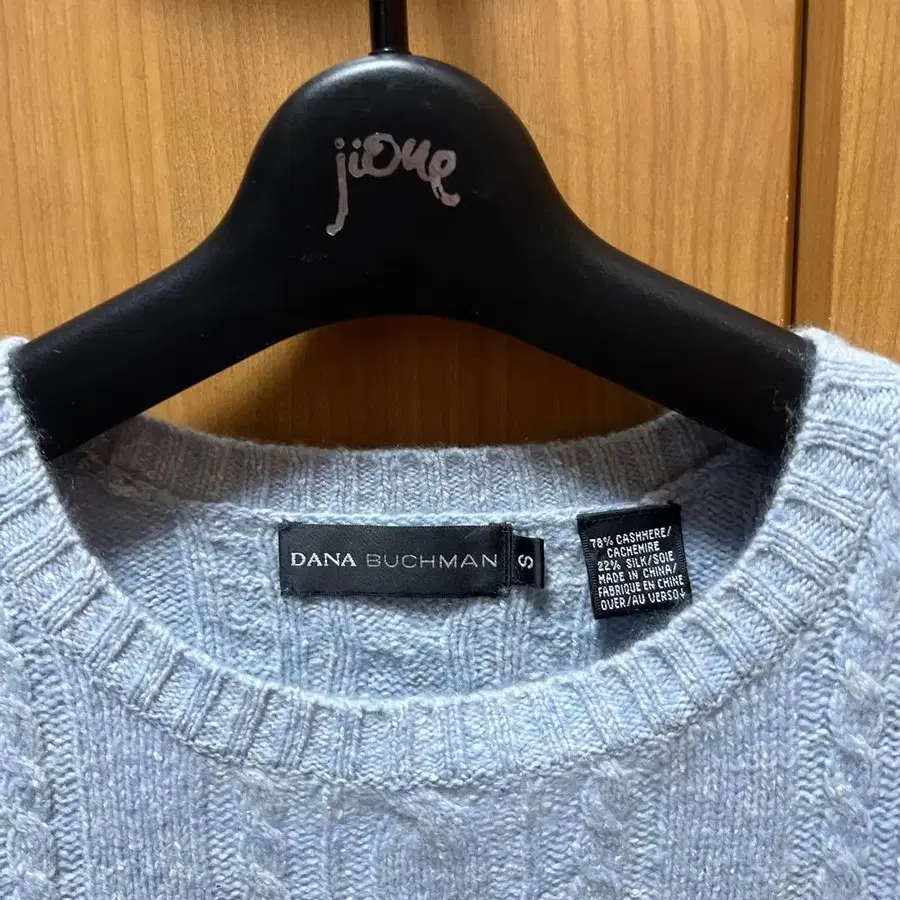 jione
DANA BUCHMAN
S
78% CASHMERE/
CACHEMIRE
22% SILK/SOIE
MADE IN CHINA/
FABRIQUE EN CHINE
OVER/AU VERSO↓